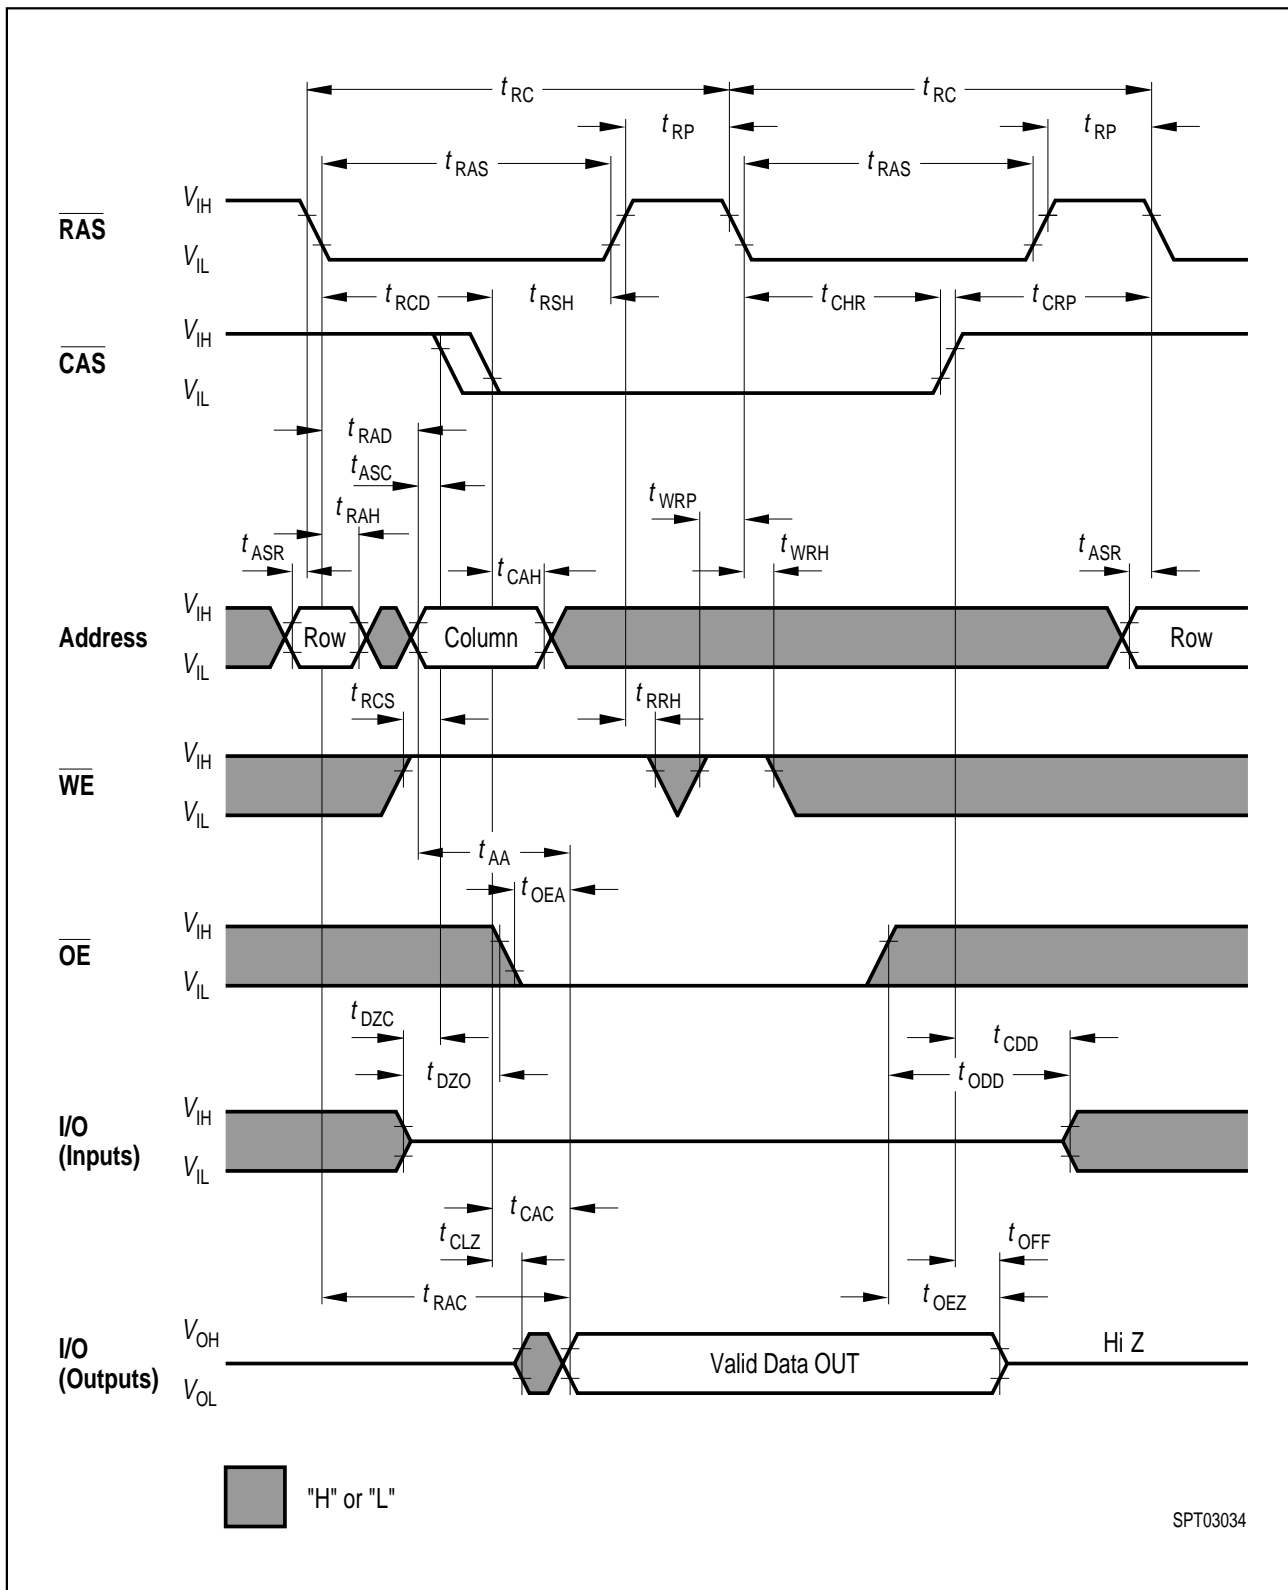 tRC tRC
tRP tRP
tRAS tRAS
RAS VIH
VIL
tRCD tRSH tCHR tCRP
CAS VIH
VIL
tRAD
tASC
tRAH tWRP
tASR tCAH tWRH tASR
Address VIH
VIL
Row Column Row
tRCS tRRH
WE VIH
VIL
tAA
tOEA
OE VIH
VIL
tDZC tCDD
tDZO tODD
I/O
(Inputs)
VIH
VIL
tCAC
tCLZ tOFF
tRAC tOEZ
I/O
(Outputs)
VOH
VOL
Valid Data OUT
Hi Z
"H" or "L"
SPT03034